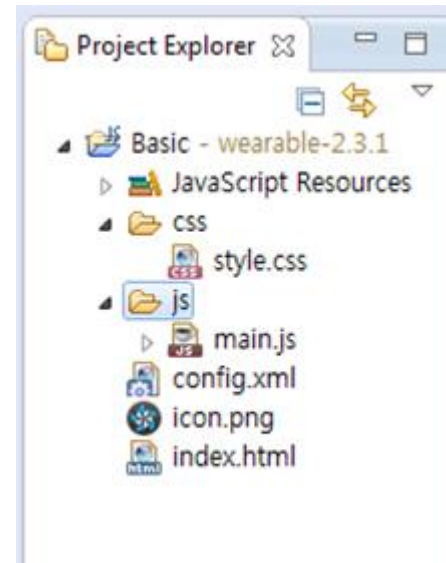 Project Explorer
Basic - wearable-2.3.1
JavaScript Resources
css
style.css
js
main.js
config.xml
icon.png
index.html